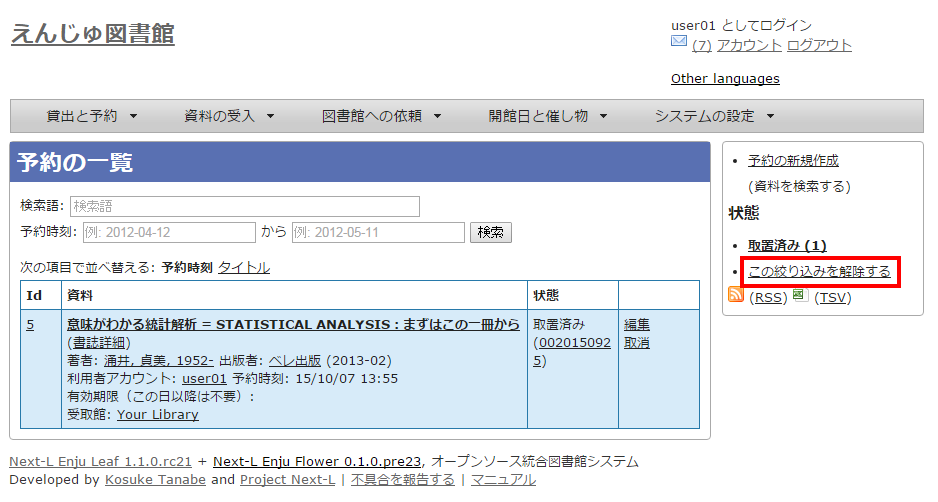 えんじゅ図書館
user01 としてログイン
(7) アカウント ログアウト
Other languages
貸出と予約 資料の受入 図書館への依頼 開館日と催し物 システムの設定
予約の一覧
検索語: 検索語
予約時刻: 例: 2012-04-12 から 例: 2012-05-11 検索
次の項目で並べ替える: 予約時刻 タイトル
Id 資料 状態
5 意味がわかる統計解析 = STATISTICAL ANALYSIS : まずはこの一冊から 取置済み 編集
(書誌詳細) (002015092 取消
著者: 涌井, 貞美, 1952- 出版者: ベレ出版 (2013-02) 5)
利用者アカウント: user01 予約時刻: 15/10/07 13:55
有効期限（この日以降は不要）:
受取館: Your Library
予約の新規作成
(資料を検索する)
状態
取置済み (1)
この絞り込みを解除する
(RSS) (TSV)
Next-L Enju Leaf 1.1.0.rc21 + Next-L Enju Flower 0.1.0.pre23, オープンソース統合図書館システム
Developed by Kosuke Tanabe and Project Next-L | 不具合を報告する | マニュアル